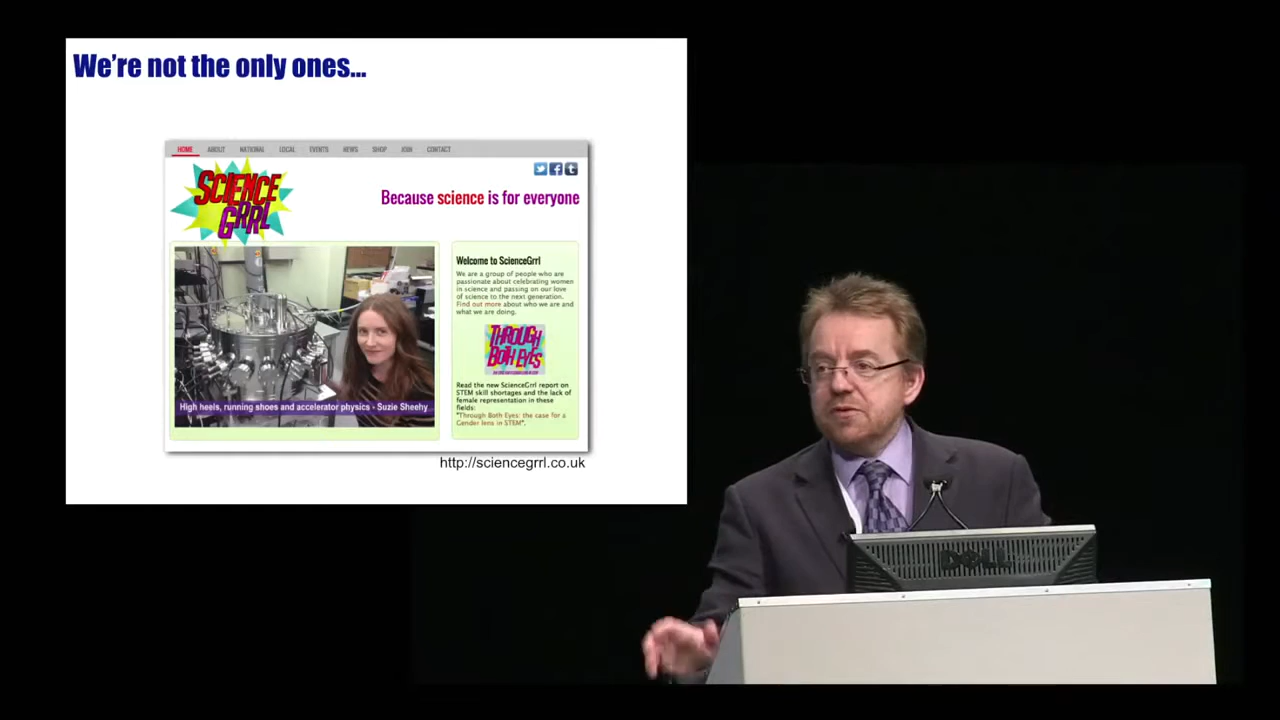 We're not the only ones...
HOME ABOUT NATIONAL LOCAL EVENTS NEWS SHOP JOIN CONTACT
SCIENCE
GRRL
Because science is for everyone
Welcome to ScienceGrrl
We are a group of people who are
passionate about celebrating women
in science and passing on our love
of science to the next generation.
Find out more about who we are and
what we are doing.
THROUGH
BOTH EYES
Read the new ScienceGrrl report on
STEM skill shortages and the lack of
female representation in these
fields:
"Through Both Eyes: the case for a
Gender lens in STEM".
High heels, running shoes and accelerator physics - Suzie Sheehy
http://sciencegrrl.co.uk
DELL